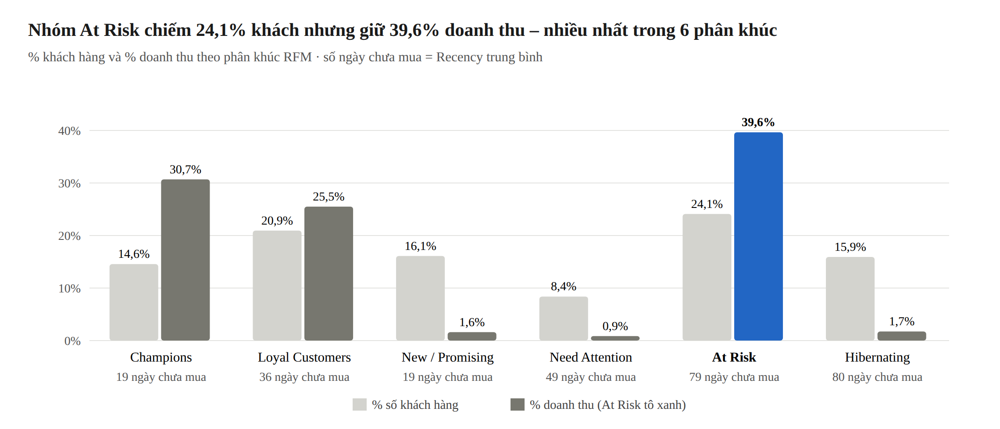 Nhóm At Risk chiếm 24,1% khách nhưng giữ 39,6% doanh thu – nhiều nhất trong 6 phân khúc
% khách hàng và % doanh thu theo phân khúc RFM · số ngày chưa mua = Recency trung bình
40%
30%
20%
10%
0%
14,6%
30,7%
20,9%
25,5%
16,1%
1,6%
8,4%
0,9%
24,1%
39,6%
15,9%
1,7%
Champions
19 ngày chưa mua
Loyal Customers
36 ngày chưa mua
New / Promising
19 ngày chưa mua
Need Attention
49 ngày chưa mua
At Risk
79 ngày chưa mua
Hibernating
80 ngày chưa mua
% số khách hàng
% doanh thu (At Risk tô xanh)